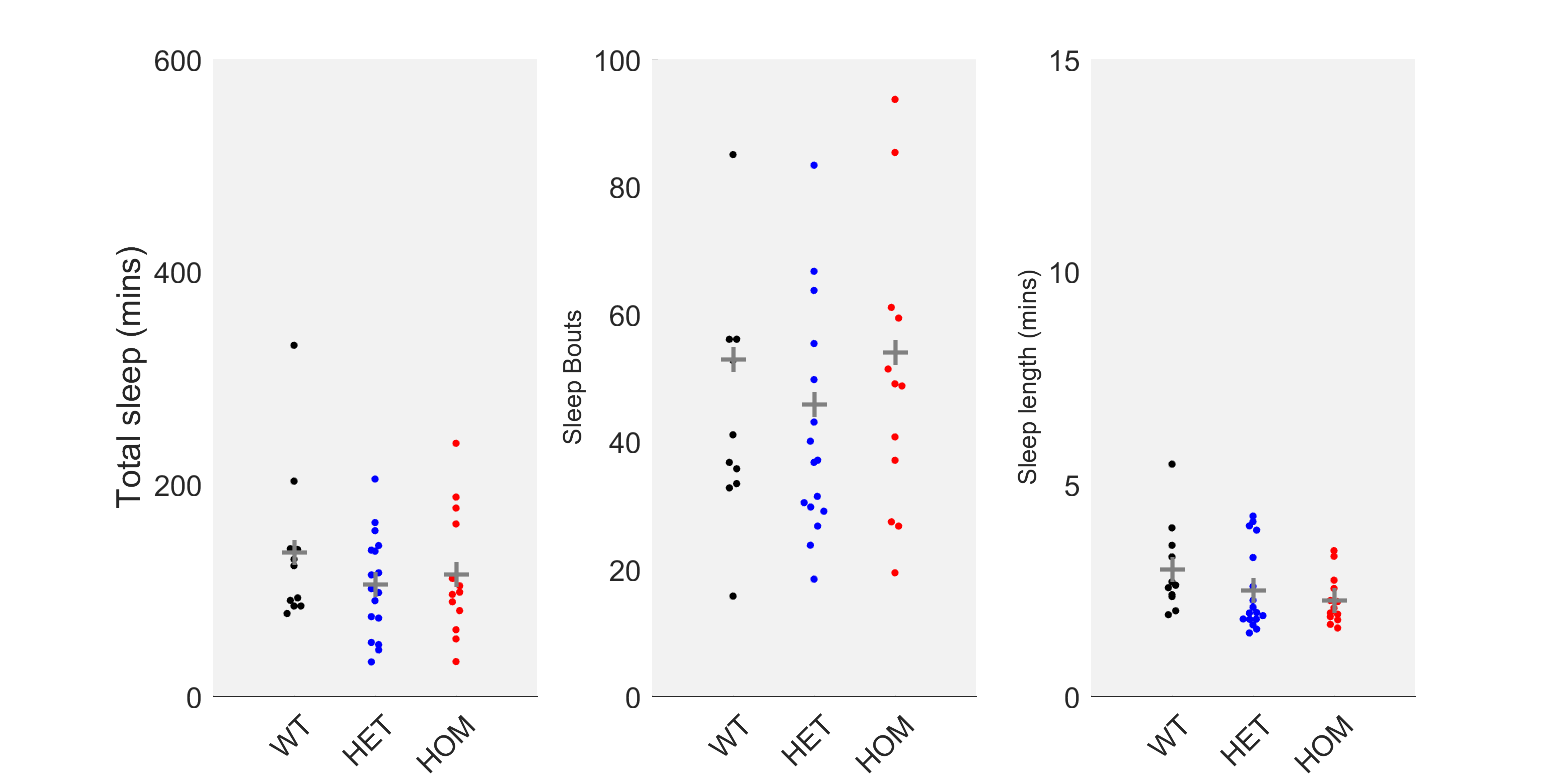 Total sleep (mins)
600
400
200
0
WT
HET
HOM
Sleep Bouts
100
80
60
40
20
0
WT
HET
HOM
Sleep length (mins)
15
10
5
0
WT
HET
HOM